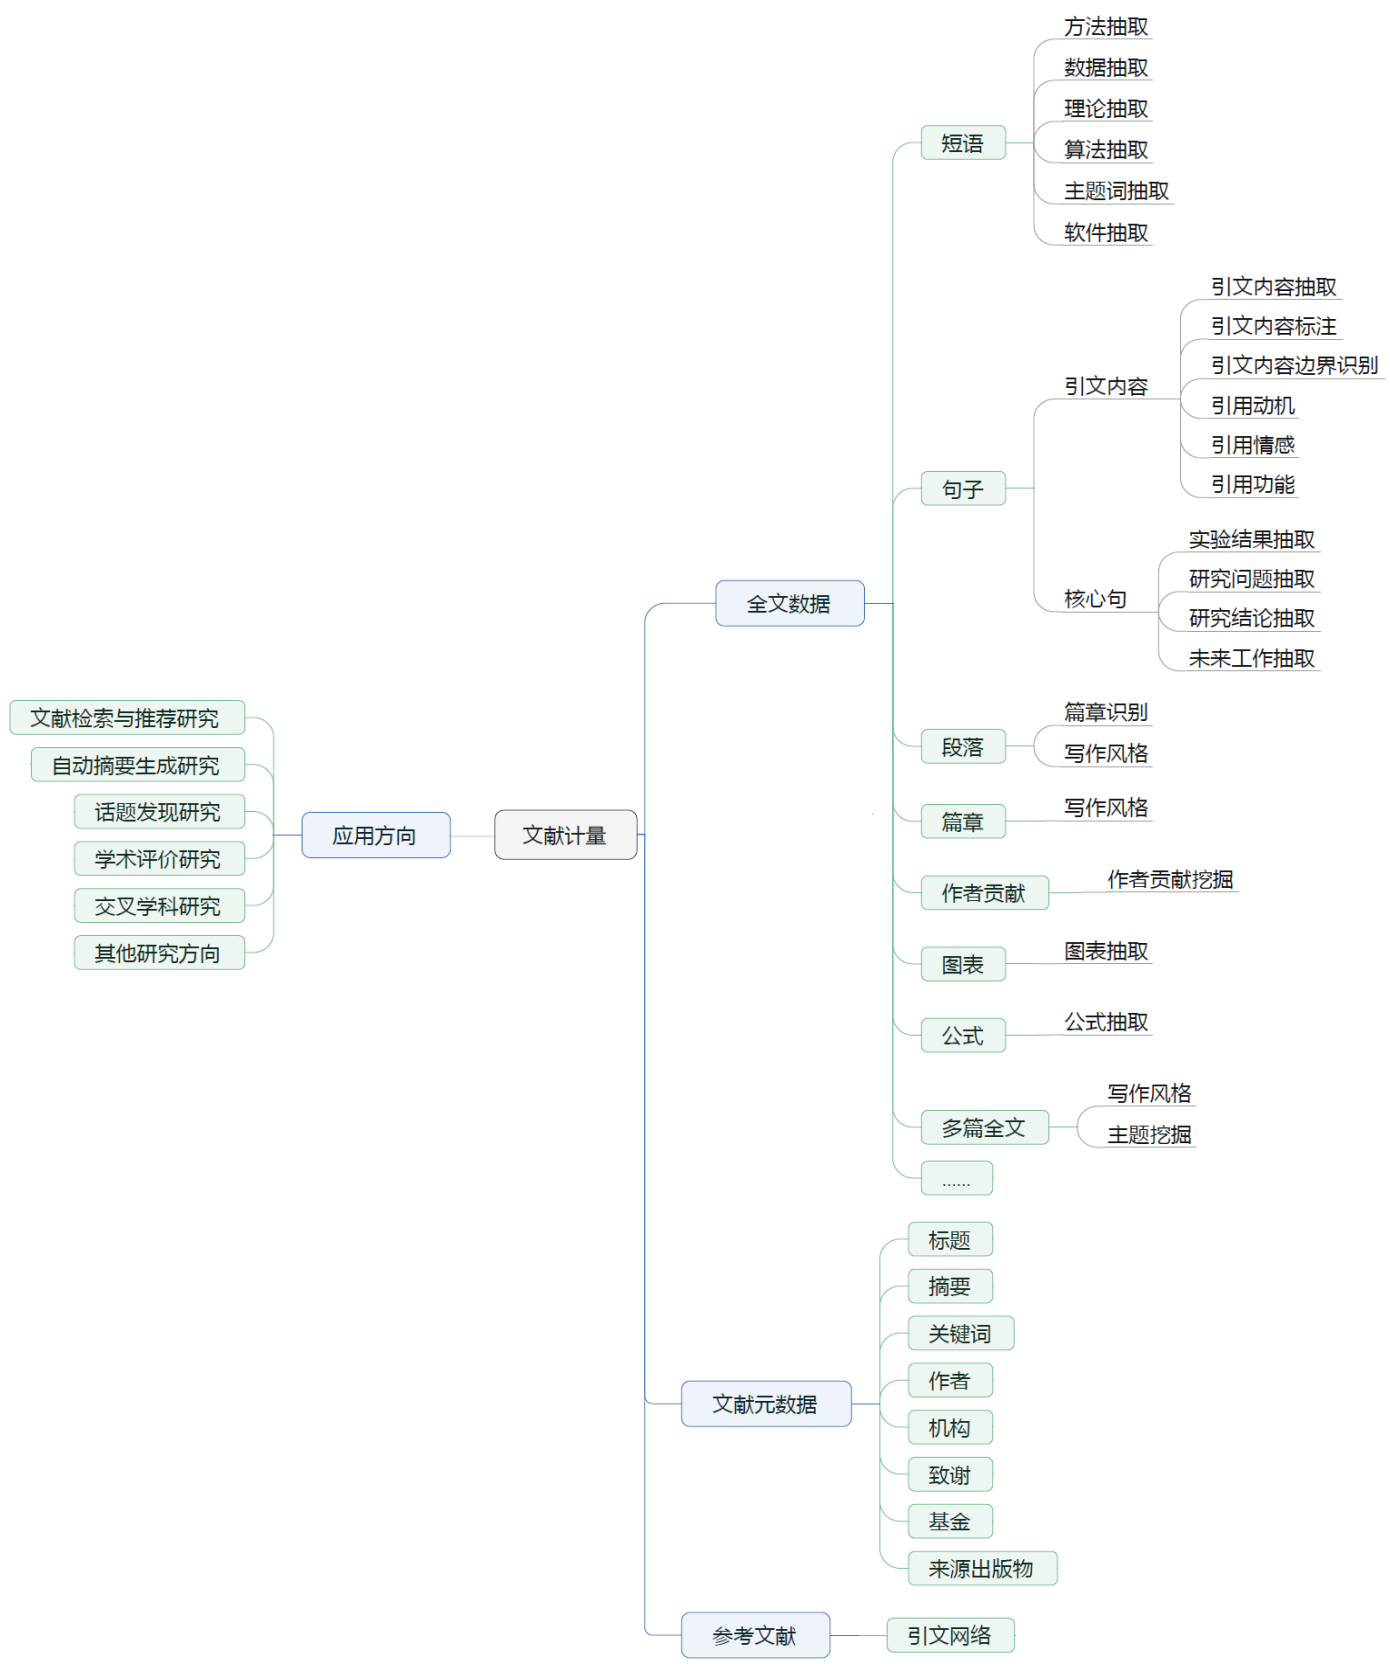 方法抽取
数据抽取
理论抽取
短语
算法抽取
主题词抽取
软件抽取
引文内容抽取
引文内容标注
引文内容边界识别
引文内容
引用动机
引用情感
引用功能
句子
实验结果抽取
研究问题抽取
核心句
研究结论抽取
未来工作抽取
全文数据
篇章识别
段落
写作风格
篇章
写作风格
作者贡献
作者贡献挖掘
图表
图表抽取
公式
公式抽取
写作风格
多篇全文
主题挖掘
......
文献检索与推荐研究
自动摘要生成研究
话题发现研究
学术评价研究
交叉学科研究
其他研究方向
应用方向
文献计量
标题
摘要
关键词
作者
文献元数据
机构
致谢
基金
来源出版物
参考文献
引文网络